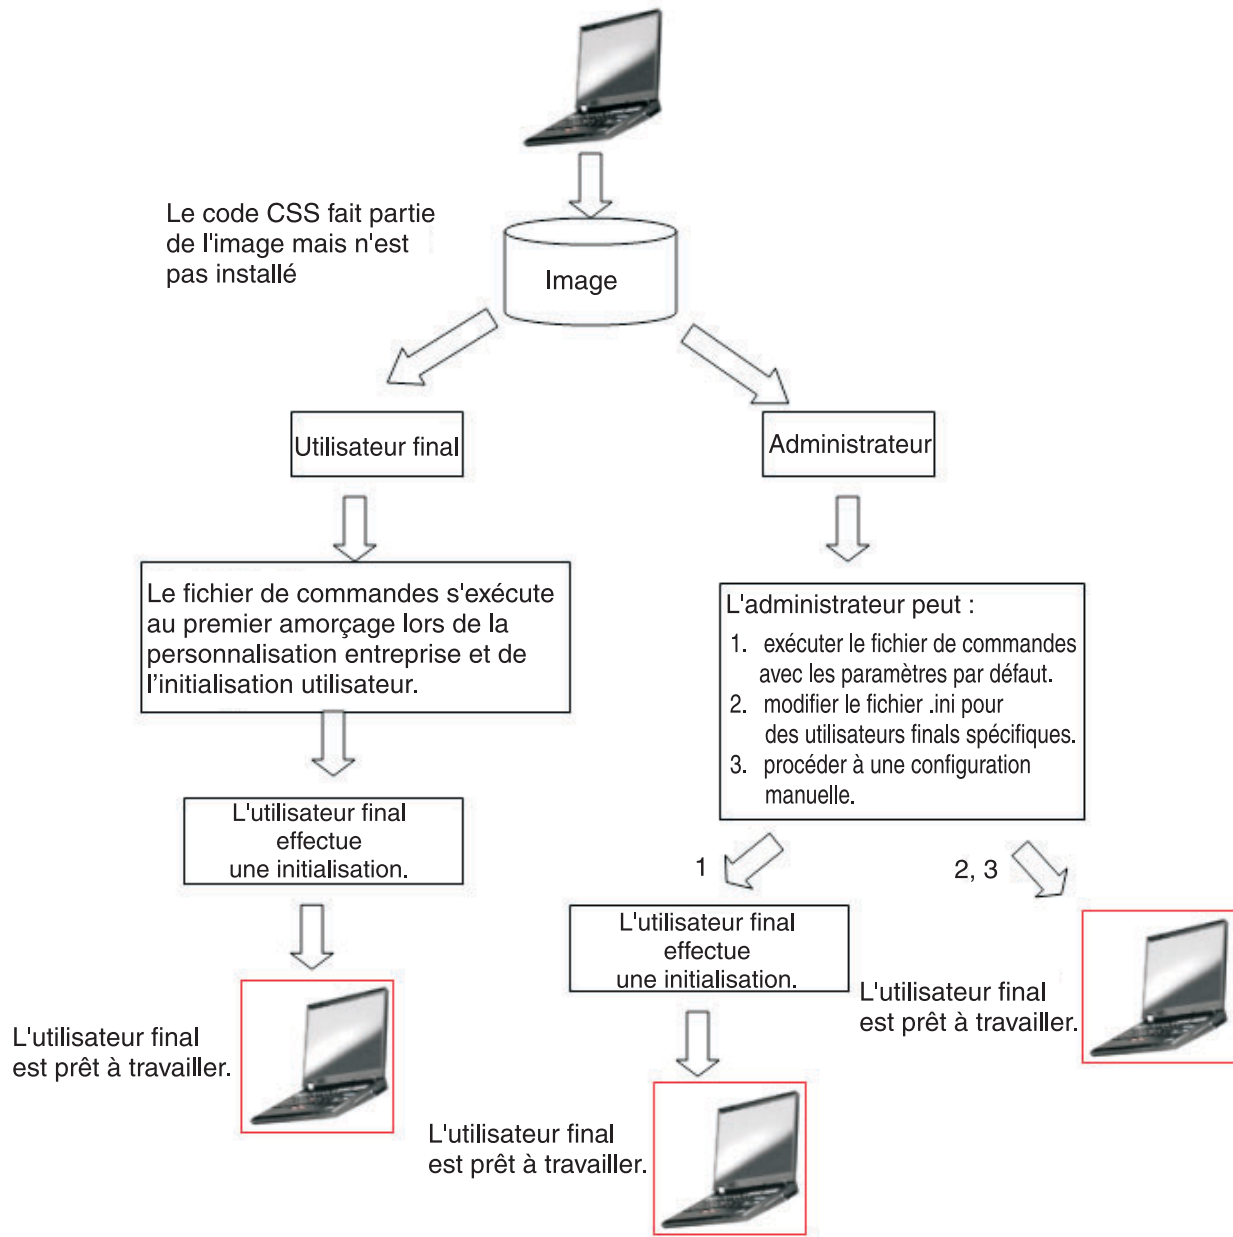 Le code CSS fait partie
de l'image mais n'est
pas installé
Image
Utilisateur final
Administrateur
Le fichier de commandes s'exécute
au premier amorçage lors de la
personnalisation entreprise et de
l'initialisation utilisateur.
L'administrateur peut :
1. exécuter le fichier de commandes
avec les paramètres par défaut.
2. modifier le fichier .ini pour
des utilisateurs finals spécifiques.
3. procéder à une configuration
manuelle.
L'utilisateur final
effectue
une initialisation.
1
2, 3
L'utilisateur final
effectue
une initialisation.
L'utilisateur final
est prêt à travailler.
L'utilisateur final
est prêt à travailler.
L'utilisateur final
est prêt à travailler.